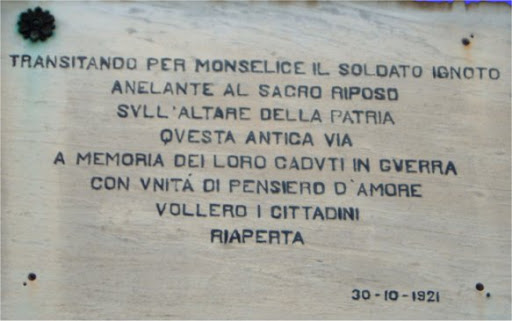 TRANSITANDO PER MONSELICE IL SOLDATO IGNOTO
ANELANTE AL SACRO RIPOSO
SVLL'ALTARE DELLA PATRIA
QVESTA ANTICA VIA
A MEMORIA DEI LORO CADVTI IN GVERRA
CON VNITÁ DI PENSIERO D'AMORE
VOLLERO I CITTADINI
RIAPERTA
30-10-1921